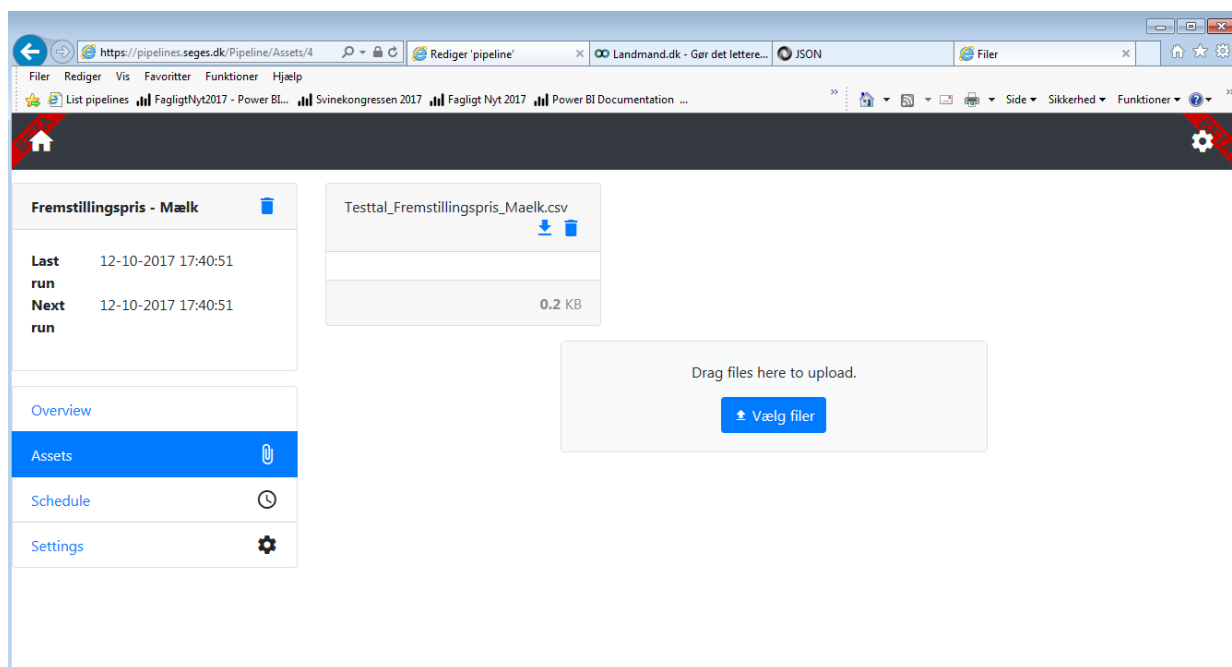 https://pipelines.seges.dk/Pipeline/Assets/4
Rediger 'pipeline'
Landmand.dk - Gør det lettere...
JSON
Filer
Filer Rediger Vis Favoritter Funktioner Hjælp
List pipelines FagligtNyt2017 - Power BI... Svinekongressen 2017 Fagligt Nyt 2017 Power BI Documentation ...
Side Sikkerhed Funktioner
BETA
BETA
Fremstillingspris - Mælk
Last run 12-10-2017 17:40:51
Next run 12-10-2017 17:40:51
Overview
Assets
Schedule
Settings
Testtal_Fremstillingspris_Maelk.csv
0.2 KB
Drag files here to upload.
Vælg filer